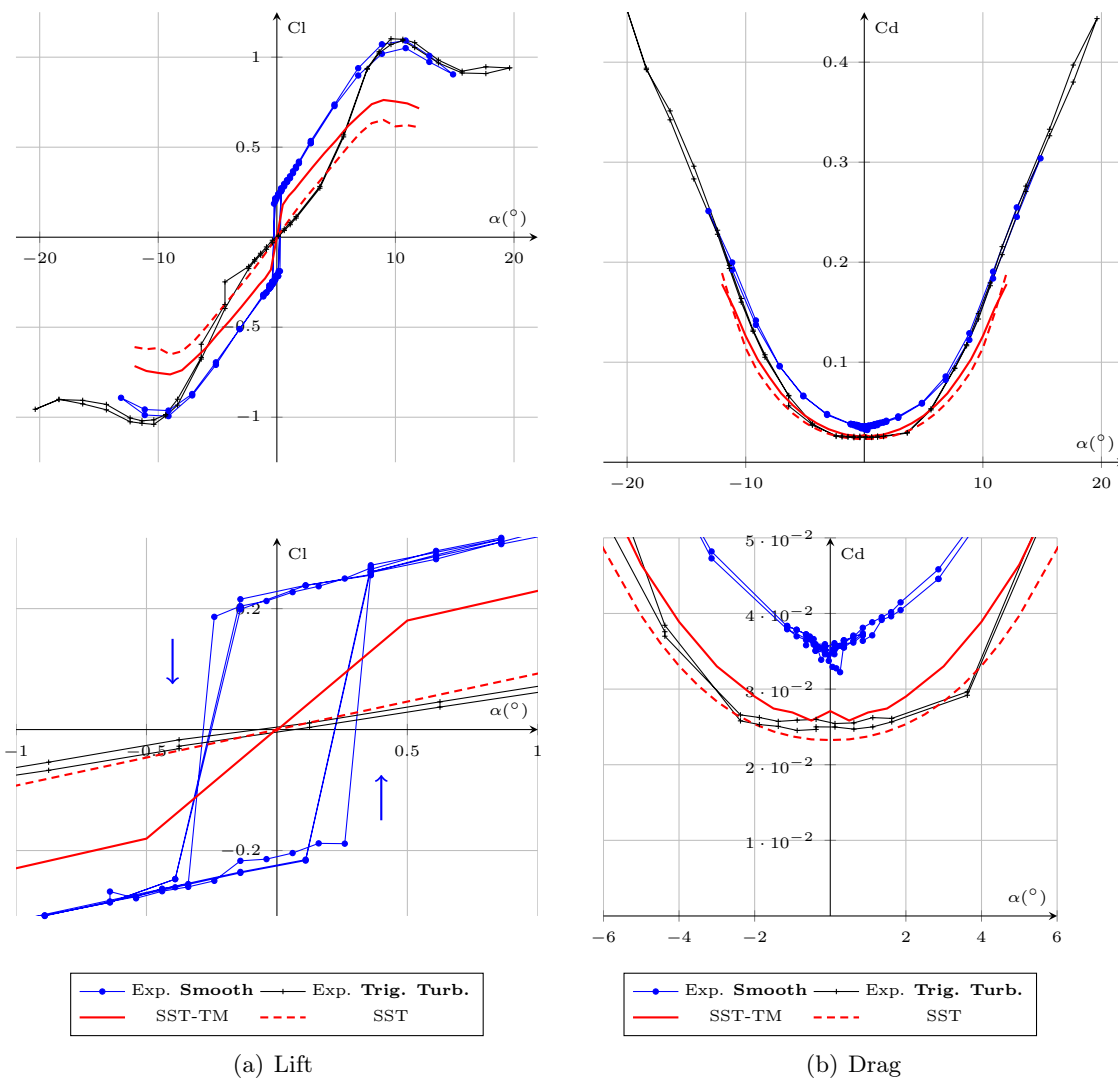 Cl
1
0.5
α(°)
−20
−10
10
20
−0.5
−1
Cd
0.4
0.3
0.2
0.1
α(°)
−20
−10
10
20
Cl
0.2
α(°)
−1
−0.5
0.5
1
−0.2
5 · 10⁻²
Cd
4 · 10⁻²
3 · 10⁻²
2 · 10⁻²
1 · 10⁻²
α(°)
−6
−4
−2
2
4
6
Exp. Smooth Exp. Trig. Turb.
SST-TM SST
Exp. Smooth Exp. Trig. Turb.
SST-TM SST
(a) Lift
(b) Drag